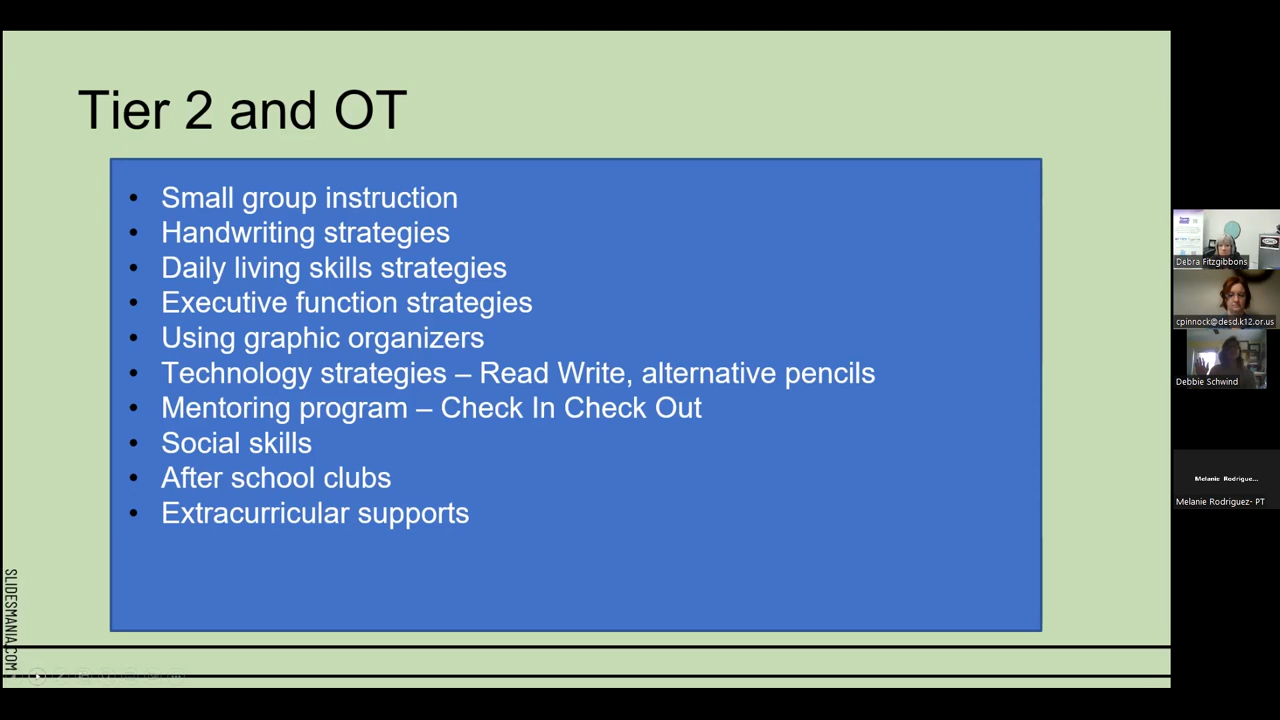 Tier 2 and OT
• Small group instruction
• Handwriting strategies
• Daily living skills strategies
• Executive function strategies
• Using graphic organizers
• Technology strategies – Read Write, alternative pencils
• Mentoring program – Check In Check Out
• Social skills
• After school clubs
• Extracurricular supports
SLIDESMANIA.COM
Debra Fitzgibbons
cpinnock@desd.k12.or.us
Debbie Schwind
Melanie Rodrigue...
Melanie Rodriguez- PT